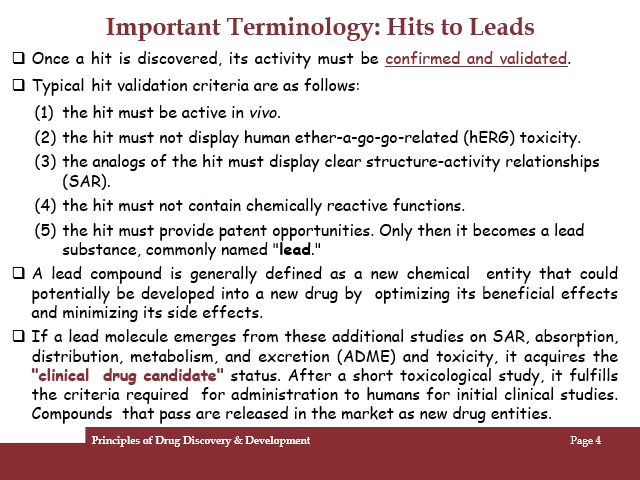 Important Terminology: Hits to Leads
❑ Once a hit is discovered, its activity must be confirmed and validated.
❑ Typical hit validation criteria are as follows:
(1) the hit must be active in vivo.
(2) the hit must not display human ether-a-go-go-related (hERG) toxicity.
(3) the analogs of the hit must display clear structure-activity relationships
(SAR).
(4) the hit must not contain chemically reactive functions.
(5) the hit must provide patent opportunities. Only then it becomes a lead
substance, commonly named "lead."
❑ A lead compound is generally defined as a new chemical entity that could
potentially be developed into a new drug by optimizing its beneficial effects
and minimizing its side effects.
❑ If a lead molecule emerges from these additional studies on SAR, absorption,
distribution, metabolism, and excretion (ADME) and toxicity, it acquires the
"clinical drug candidate" status. After a short toxicological study, it fulfills
the criteria required for administration to humans for initial clinical studies.
Compounds that pass are released in the market as new drug entities.
Principles of Drug Discovery & Development
Page 4